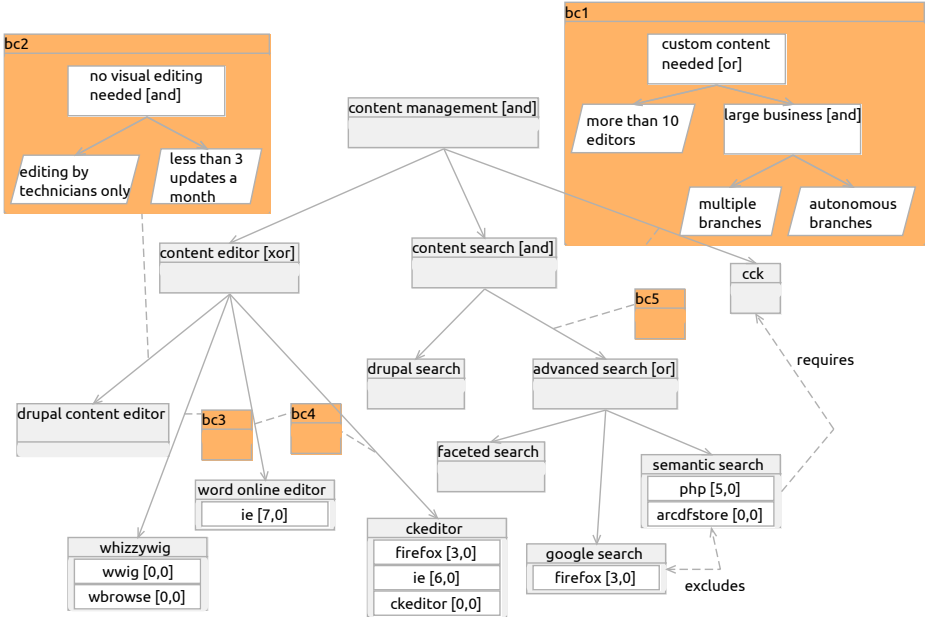 bc1
custom content
needed [or]
more than 10
editors
large business [and]
multiple
branches
autonomous
branches
bc2
no visual editing
needed [and]
editing by
technicians only
less than 3
updates a
month
content management [and]
content editor [xor]
content search [and]
cck
bc5
requires
drupal search
advanced search [or]
drupal content editor
bc3
bc4
faceted search
semantic search
php [5,0]
arcdfstore [0,0]
word online editor
ie [7,0]
ckeditor
firefox [3,0]
ie [6,0]
ckeditor [0,0]
whizzywig
wwig [0,0]
wbrowse [0,0]
google search
firefox [3,0]
excludes